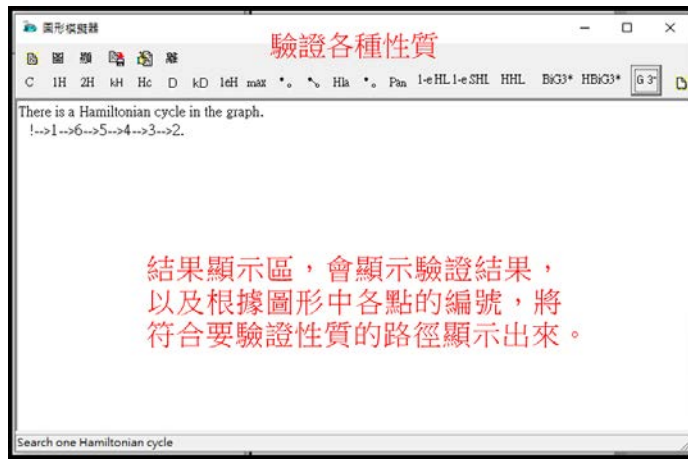 圖形模擬器
驗證各種性質
C 1H 2H kH Hc D kD 1eH max Hla Pan 1-e HL 1-e SHL HHL BiG3* HBiG3* G 3*
There is a Hamiltonian cycle in the graph.
!-->1-->6-->5-->4-->3-->2.
結果顯示區，會顯示驗證結果，
以及根據圖形中各點的編號，將
符合要驗證性質的路徑顯示出來。
Search one Hamiltonian cycle